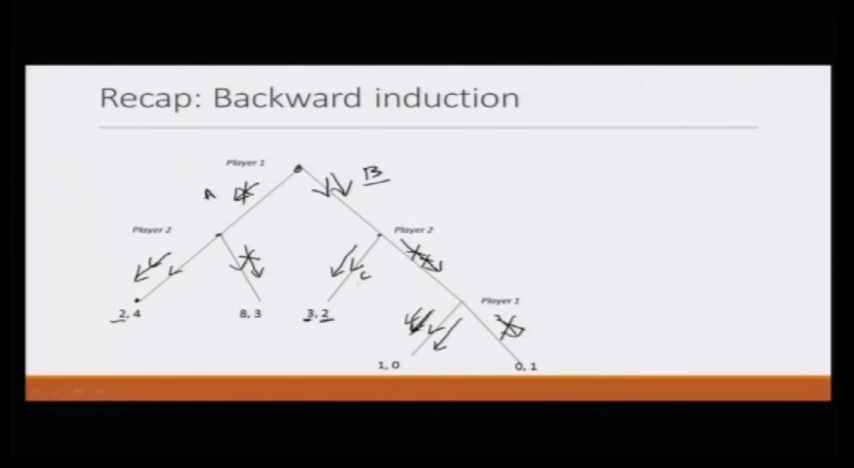 Recap: Backward induction
Player 1
A
B
Player 2
Player 2
C
Player 1
2, 4
8, 3
3, 2
1, 0
0, 1